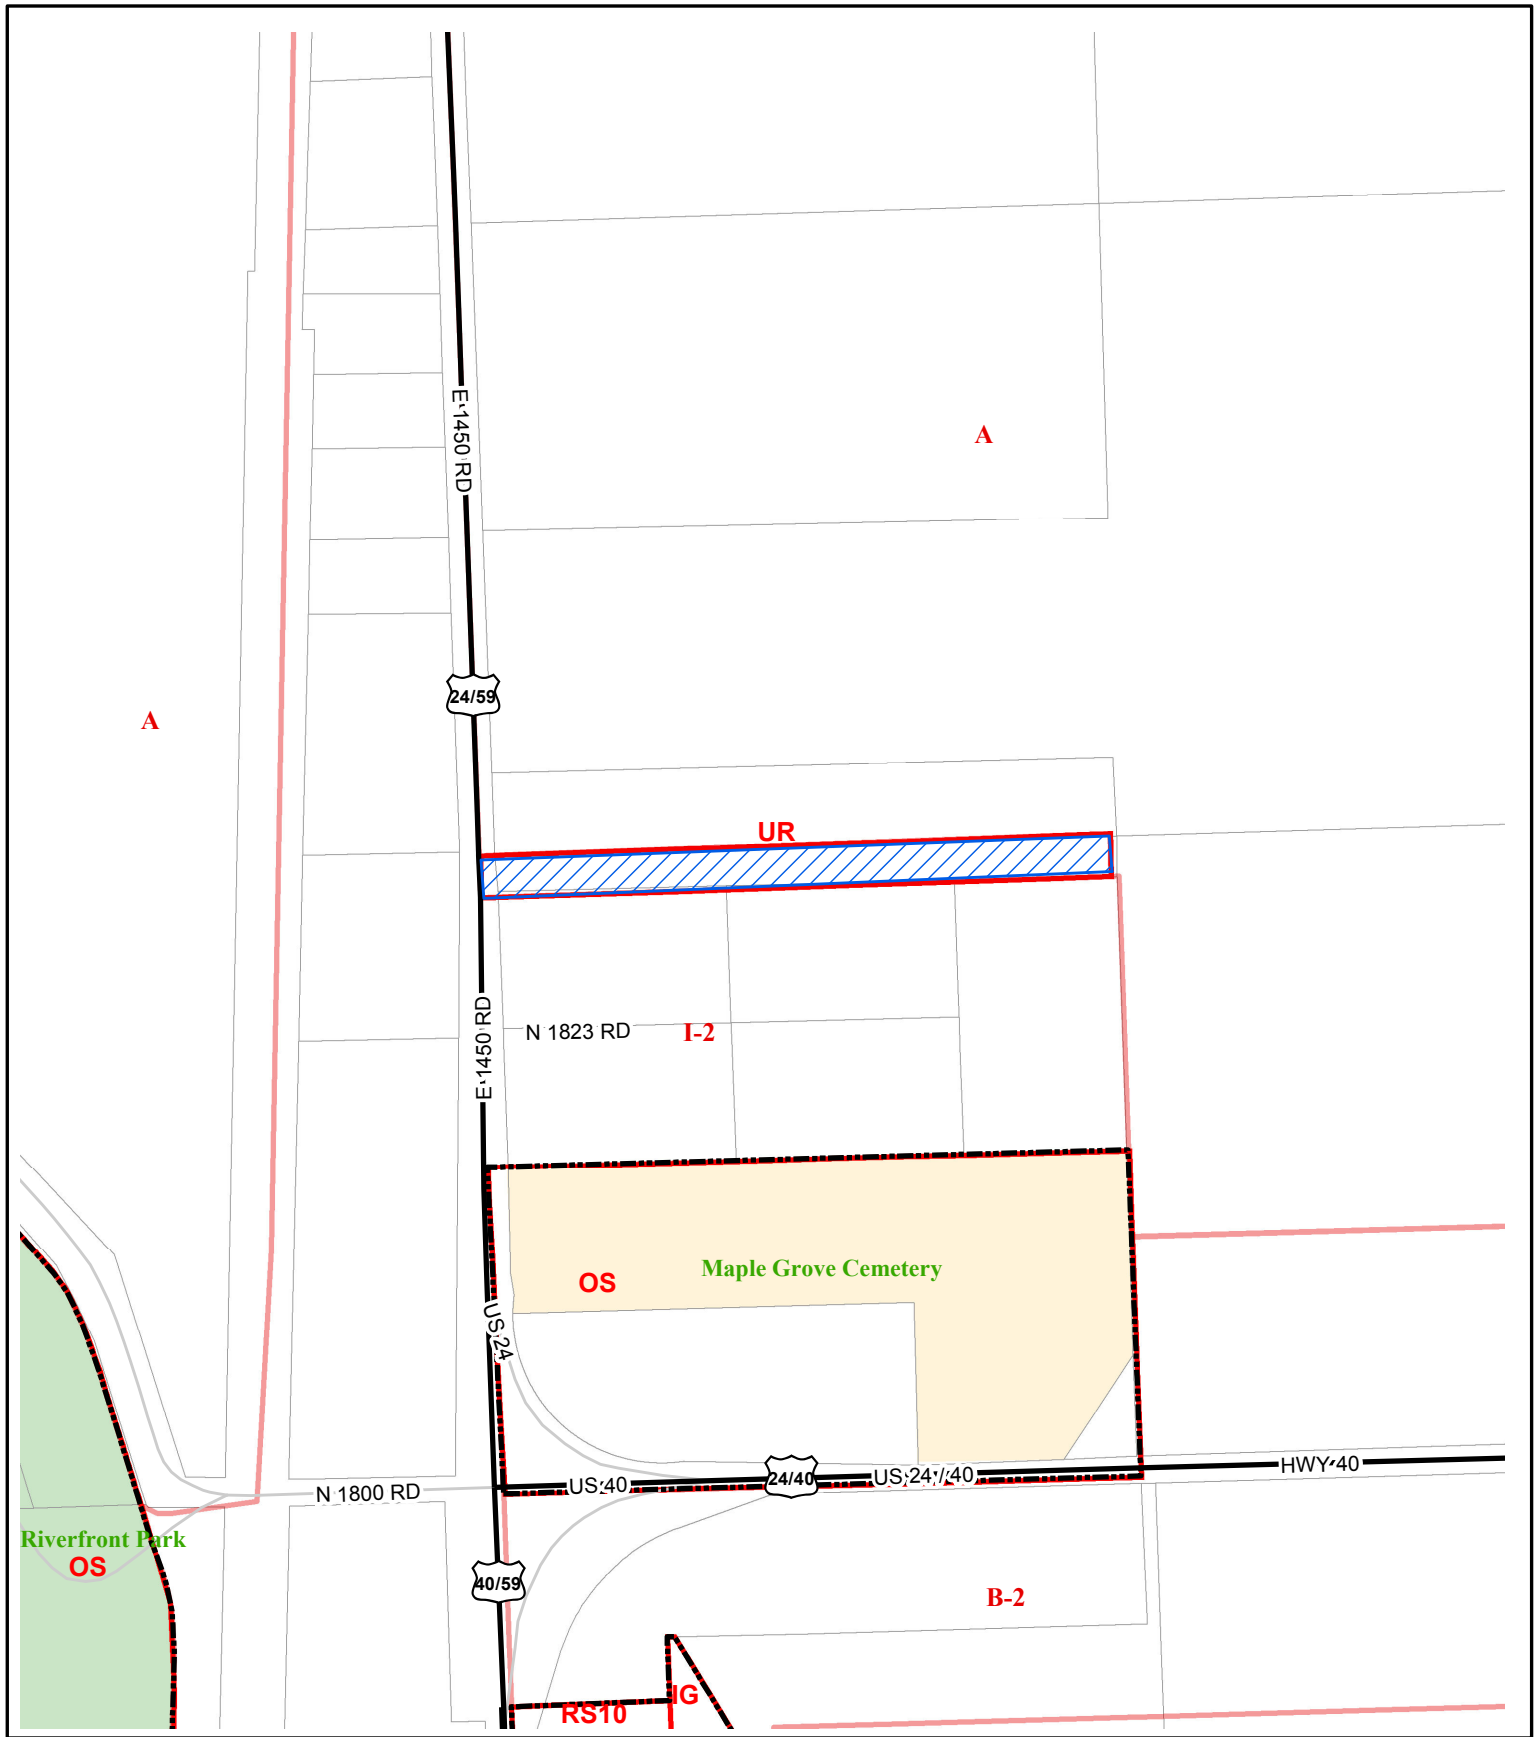 E 1450 RD
A
24/59
A
UR
E 1450 RD
N 1823 RD
I-2
Maple Grove Cemetery
OS
US 24
HWY 40
24/40
US 24 / 40
US 40
N 1800 RD
Riverfront Park
OS
40/59
B-2
IG
RS10